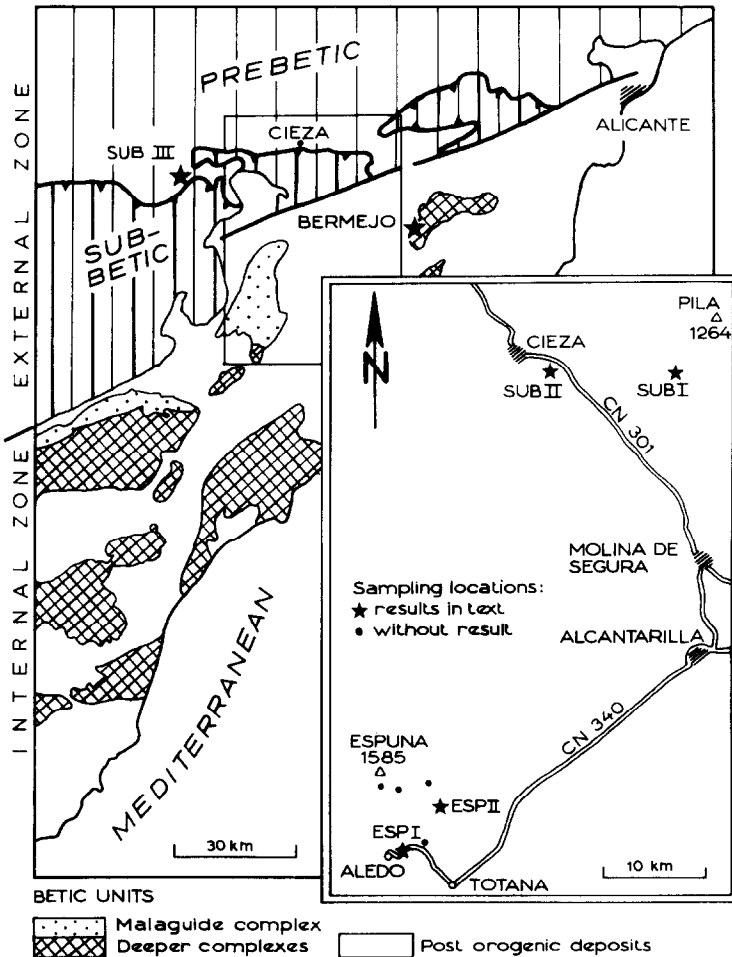 PREBETIC
EXTERNAL ZONE
INTERNAL ZONE
SUB III
CIEZA
ALICANTE
BERMEJO
SUB-
BETIC
MEDITERRANEAN
30 km
N
PILA
1264
CIEZA
SUB II
SUB I
CN 301
MOLINA DE
SEGURA
Sampling locations:
★ results in text
• without result
ALCANTARILLA
CN 340
ESPUNA
1585
ESP II
ESP I
ALEDO
TOTANA
10 km
BETIC UNITS
Malaguide complex
Deeper complexes
Post orogenic deposits